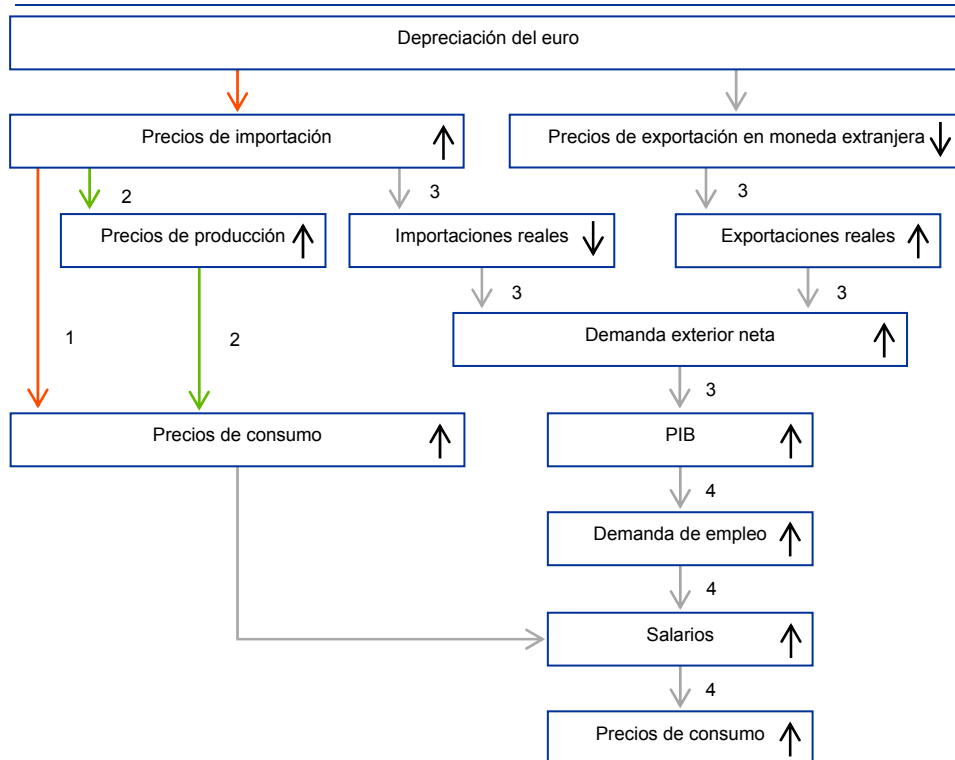 Depreciación del euro
Precios de importación
Precios de exportación en moneda extranjera
2
3
3
Precios de producción
Importaciones reales
Exportaciones reales
3
3
1
2
Demanda exterior neta
3
Precios de consumo
PIB
4
Demanda de empleo
4
Salarios
4
Precios de consumo